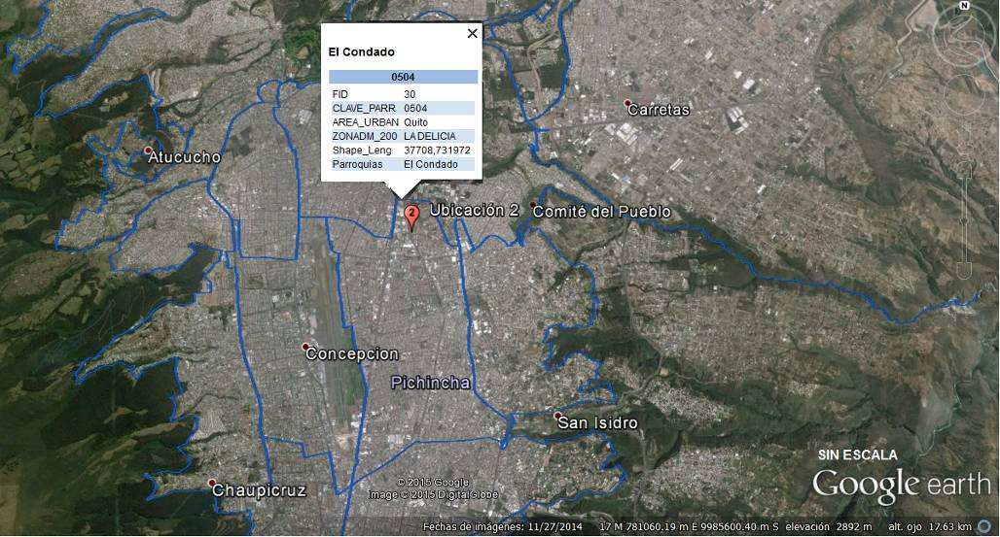 N
El Condado
0504
FID 30
CLAVE_PARR 0504
AREA_URBAN Quito
ZONADM_200 LA DELICIA
Shape_Leng 37708,731972
Parroquias El Condado
Carretas
Atucucho
2
Ubicación 2
Comité del Pueblo
Concepcion
Pichincha
San Isidro
SIN ESCALA
Chaupicruz
© 2015 Google
Image © 2015 DigitalGlobe
Google earth
Fechas de imágenes: 11/27/2014 17 M 781060.19 m E 9985600.40 m S elevación 2892 m alt. ojo 17.63 km